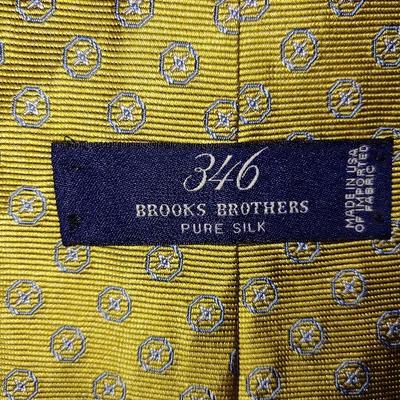 346
BROOKS BROTHERS
PURE SILK
MADE IN USA
OF IMPORTED
FABRIC